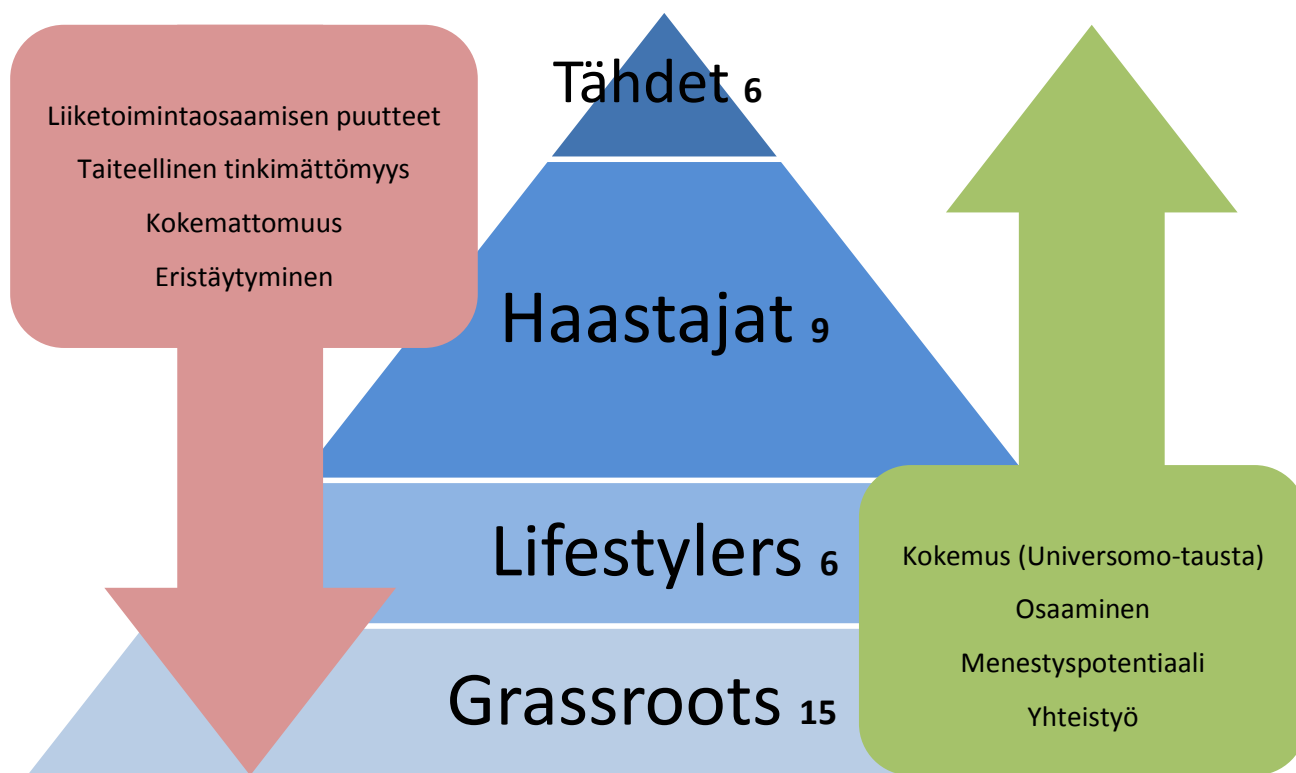 Liiketoimintaosaamisen puutteet
Taiteellinen tinkimättömyys
Kokemattomuus
Eristäytyminen
Tähdet 6
Haastajat 9
Lifestylers 6
Grassroots 15
Kokemus (Universomo-tausta)
Osaaminen
Menestyspotentiaali
Yhteistyö